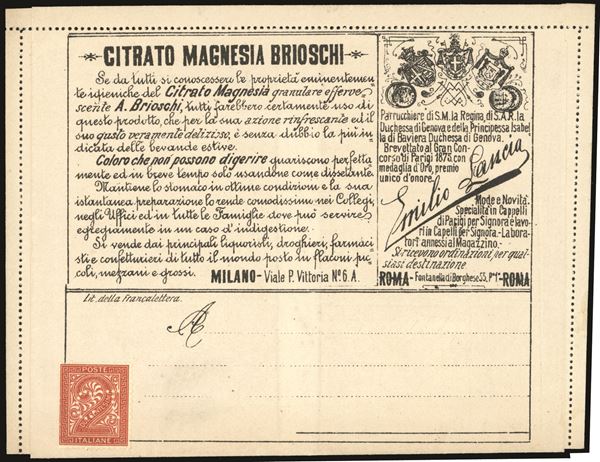 CITRATO MAGNESIA BRIOSCHI
Se da tutti si conoscessero le proprietà eminentemen
te igieniche del Citrato Magnesia granulare efferve
scente A. Brioschi, tutti farebbero certamente uso di
questo prodotto, che per la sua azione rinfrescante ed il
suo gusto veramente delizioso, è senza dubbio la più in
dicata delle bevande estive.
Coloro che non possono digerire guariscono perfetta
mente ed in breve tempo solo usandone come dissetante.
Mantiene lo stomaco in ottime condizioni e la sua
istantanea preparazione lo rende comodissimo nei Collegi,
negli Uffici ed in tutte le Famiglie dove può servire
egregiamente in un caso d'indigestione.
Si vende dai principali liquoristi, droghieri, farmaci
sti e confetturieri di tutto il mondo posto in flaconi pic
coli, mezzani e grossi. MILANO - Viale P. Vittoria No. 6. A.
Parrucchiere di S.M. la Regina, di S.A.R. la
Duchessa di Genova e della Principessa Isabel
la di Baviera Duchessa di Genova.
Brevettato al Gran Con
corso di Parigi 1873 con
medaglia d'Oro, premio
unico d'onore.
Emilio Lancia
Mode e Novità.
Specialità in Cappelli
di Parigi per Signora e lavo
ri in Capelli per Signora - Labora-
tori annessi al Magazzino.-
Si ricevono ordinazioni per qual-
siasi destinazione
ROMA - Fontanella di Borghese 55, P° 1° - ROMA
Lit. della Francalettera.
A
POSTE
ITALIANE